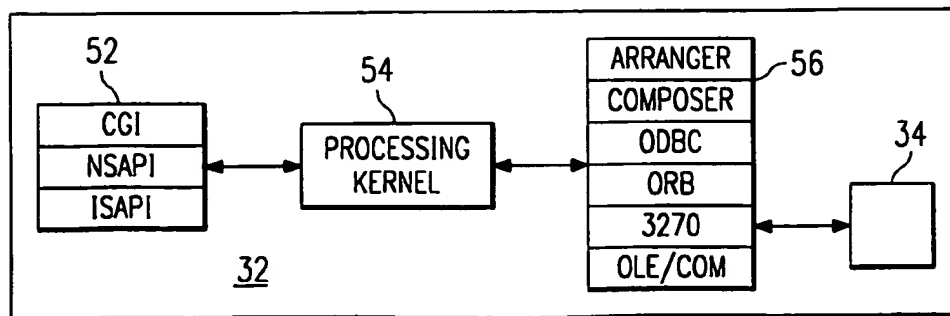 52
CGI
NSAPI
ISAPI
32
54
PROCESSING
KERNEL
56
ARRANGER
COMPOSER
ODBC
ORB
3270
OLE/COM
34